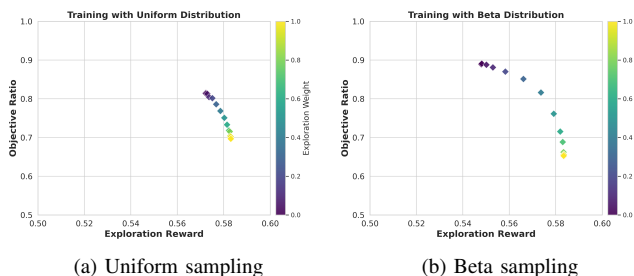 Training with Uniform Distribution
Objective Ratio
1.0
0.9
0.8
0.7
0.6
0.5
0.50 0.52 0.54 0.56 0.58 0.60
Exploration Reward
1.0
0.8
0.6
0.4
0.2
0.0
Exploration Weight
(a) Uniform sampling
Training with Beta Distribution
Objective Ratio
1.0
0.9
0.8
0.7
0.6
0.5
0.50 0.52 0.54 0.56 0.58 0.60
Exploration Reward
1.0
0.8
0.6
0.4
0.2
0.0
(b) Beta sampling